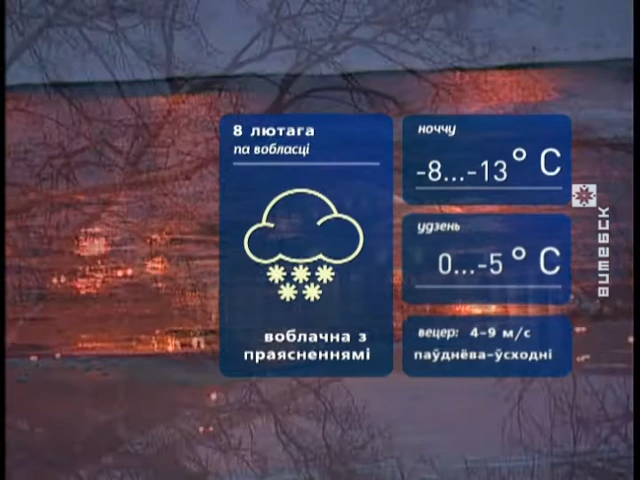 8 лютага
па вобласці
воблачна з
праясненнямі
ноччу
-8...-13° C
удзень
0...-5° C
вецер: 4-9 м/с
паўднёва-ўсходні
витебск